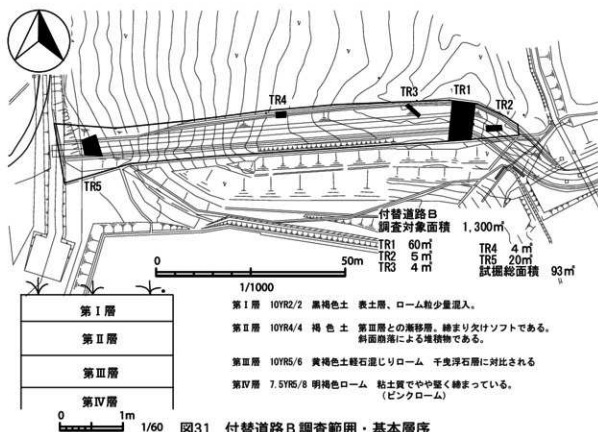 TR4
TR3
TR1
TR2
TR5
付替道路B
調査対象面積 1,300㎡
TR1 60㎡
TR2 5㎡
TR3 4㎡
TR4 4㎡
TR5 20㎡
試掘総面積 93㎡
0 50m
1/1000
第Ⅰ層
第Ⅱ層
第Ⅲ層
第Ⅳ層
第Ⅰ層 10YR2/2 黒褐色土 表土層、ローム粒少量混入。
第Ⅱ層 10YR4/4 褐色土 第Ⅲ層との漸移層。締まり欠けソフトである。
斜面崩落による堆積物である。
第Ⅲ層 10YR5/6 黄褐色土軽石混じりローム 千曳浮石層に対比される
第Ⅳ層 7.5YR5/8 明褐色ローム 粘土質でやや堅く締まっている。
(ピンクローム)
0 1m
1/60
図31 付替道路B調査範囲・基本層序